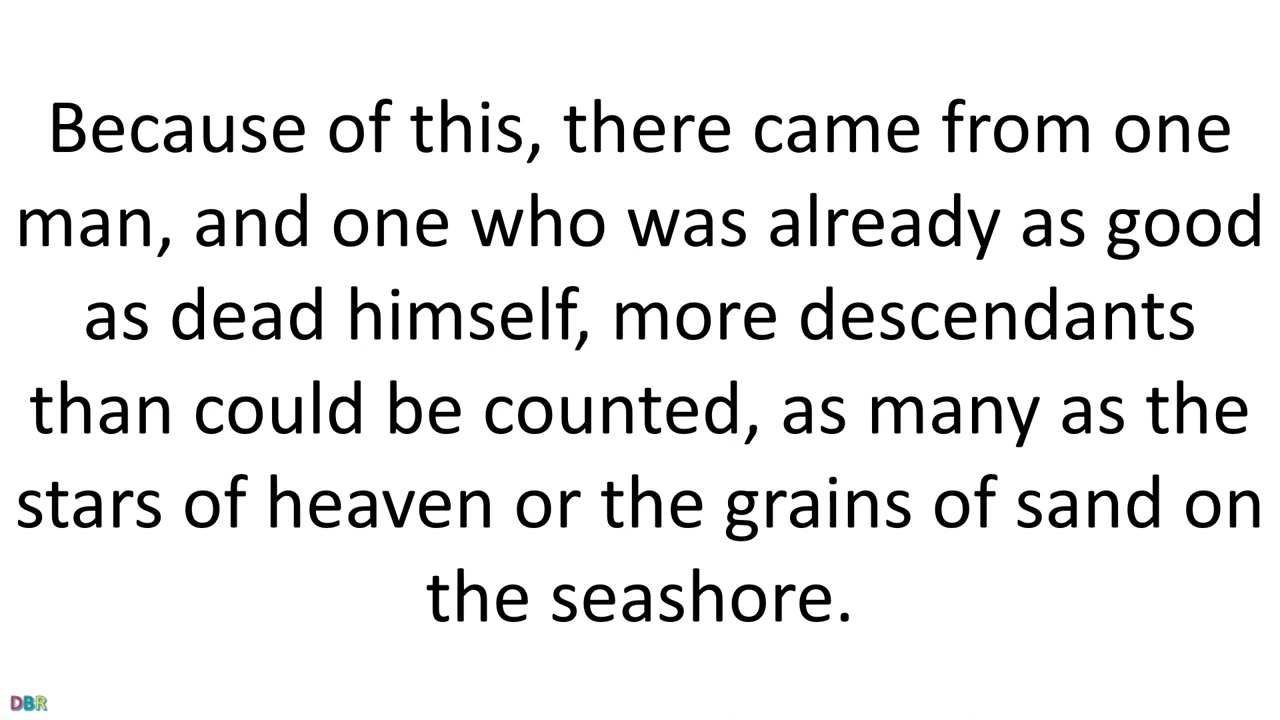 Because of this, there came from one
man, and one who was already as good
as dead himself, more descendants
than could be counted, as many as the
stars of heaven or the grains of sand on
the seashore.
DBR